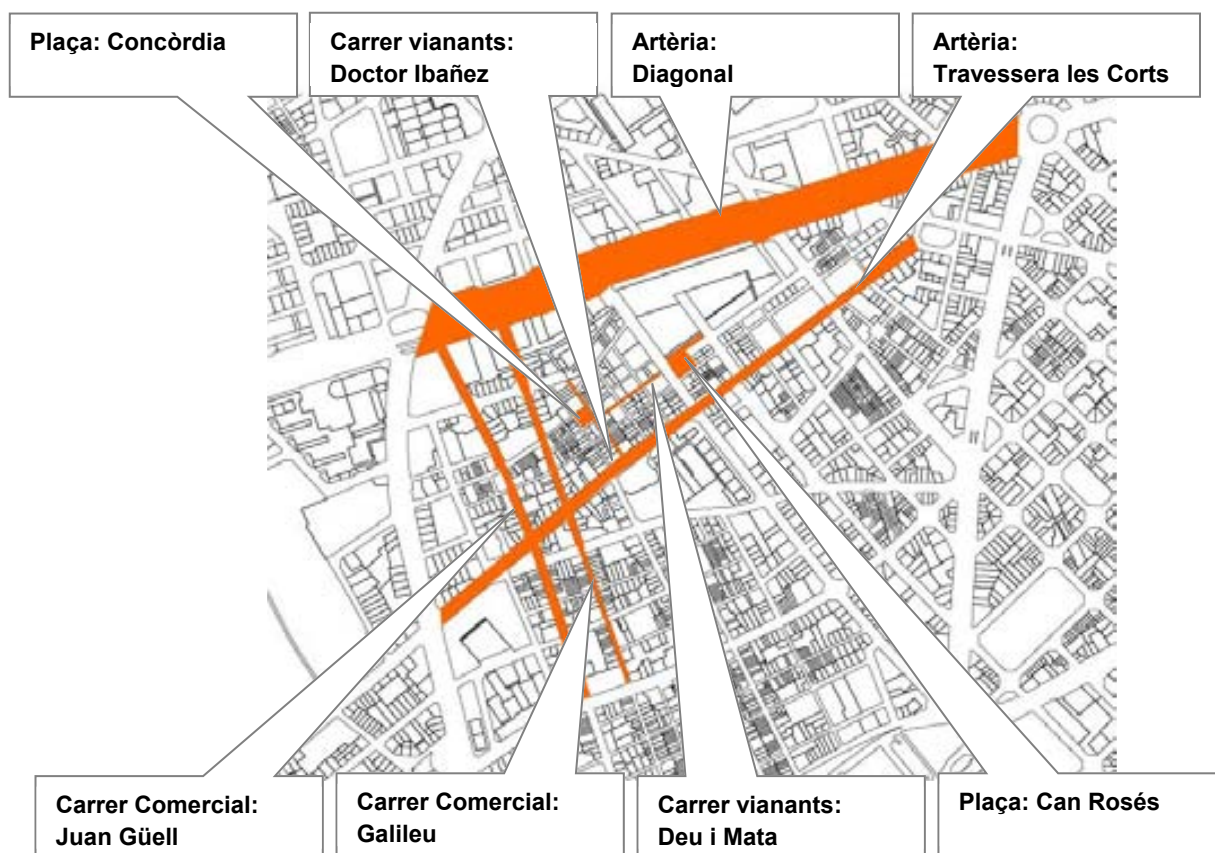 Plaça: Concòrdia
Carrer vianants:
Doctor Ibañez
Artèria:
Diagonal
Artèria:
Travessera les Corts
Carrer Comercial:
Juan Güell
Carrer Comercial:
Galileu
Carrer vianants:
Deu i Mata
Plaça: Can Rosés